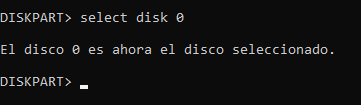 DISKPART> select disk 0
El disco 0 es ahora el disco seleccionado.
DISKPART>